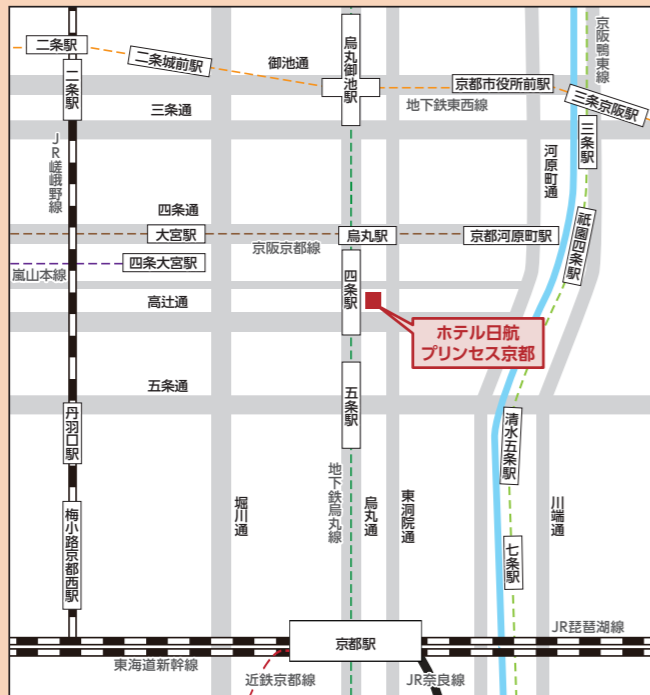 二条駅
二条城前駅
御池通
烏丸御池駅
京都市役所前駅
京阪鴨東線
二条駅
地下鉄東西線
三条京阪駅
三条通
三条駅
JR嵯峨野線
河原町通
四条通
大宮駅
京阪京都線
烏丸駅
京都河原町駅
祇園四条駅
四条大宮駅
嵐山本線
四条駅
高辻通
ホテル日航
プリンセス京都
五条通
五条駅
丹羽口駅
清水五条駅
地下鉄烏丸線
堀川通
烏丸通
東洞院通
川端通
梅小路京都西駅
七条駅
京都駅
JR琵琶湖線
東海道新幹線
近鉄京都線
JR奈良線